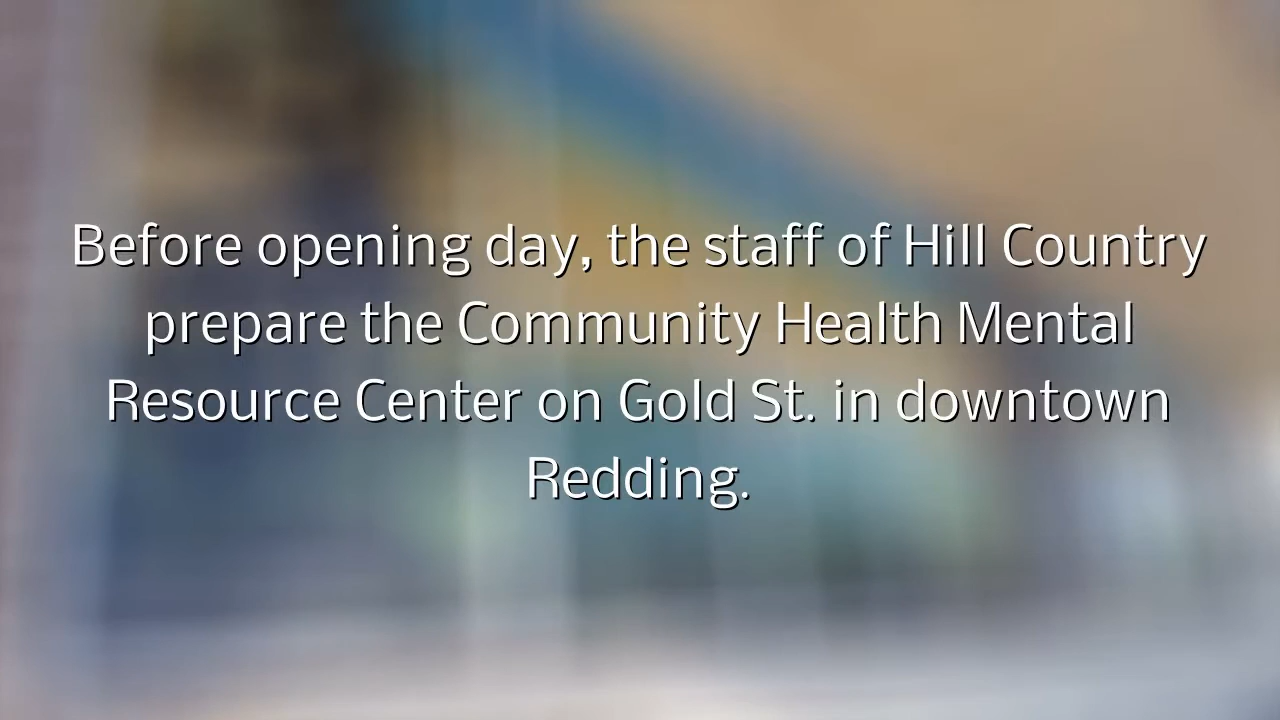 Before opening day, the staff of Hill Country
prepare the Community Health Mental
Resource Center on Gold St. in downtown
Redding.